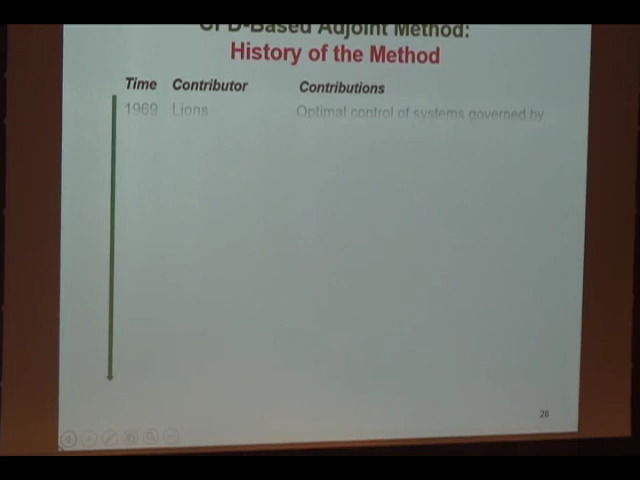 CFD-Based Adjoint Method:
History of the Method
Time Contributor Contributions
1969 Lions Optimal control of systems governed by
28